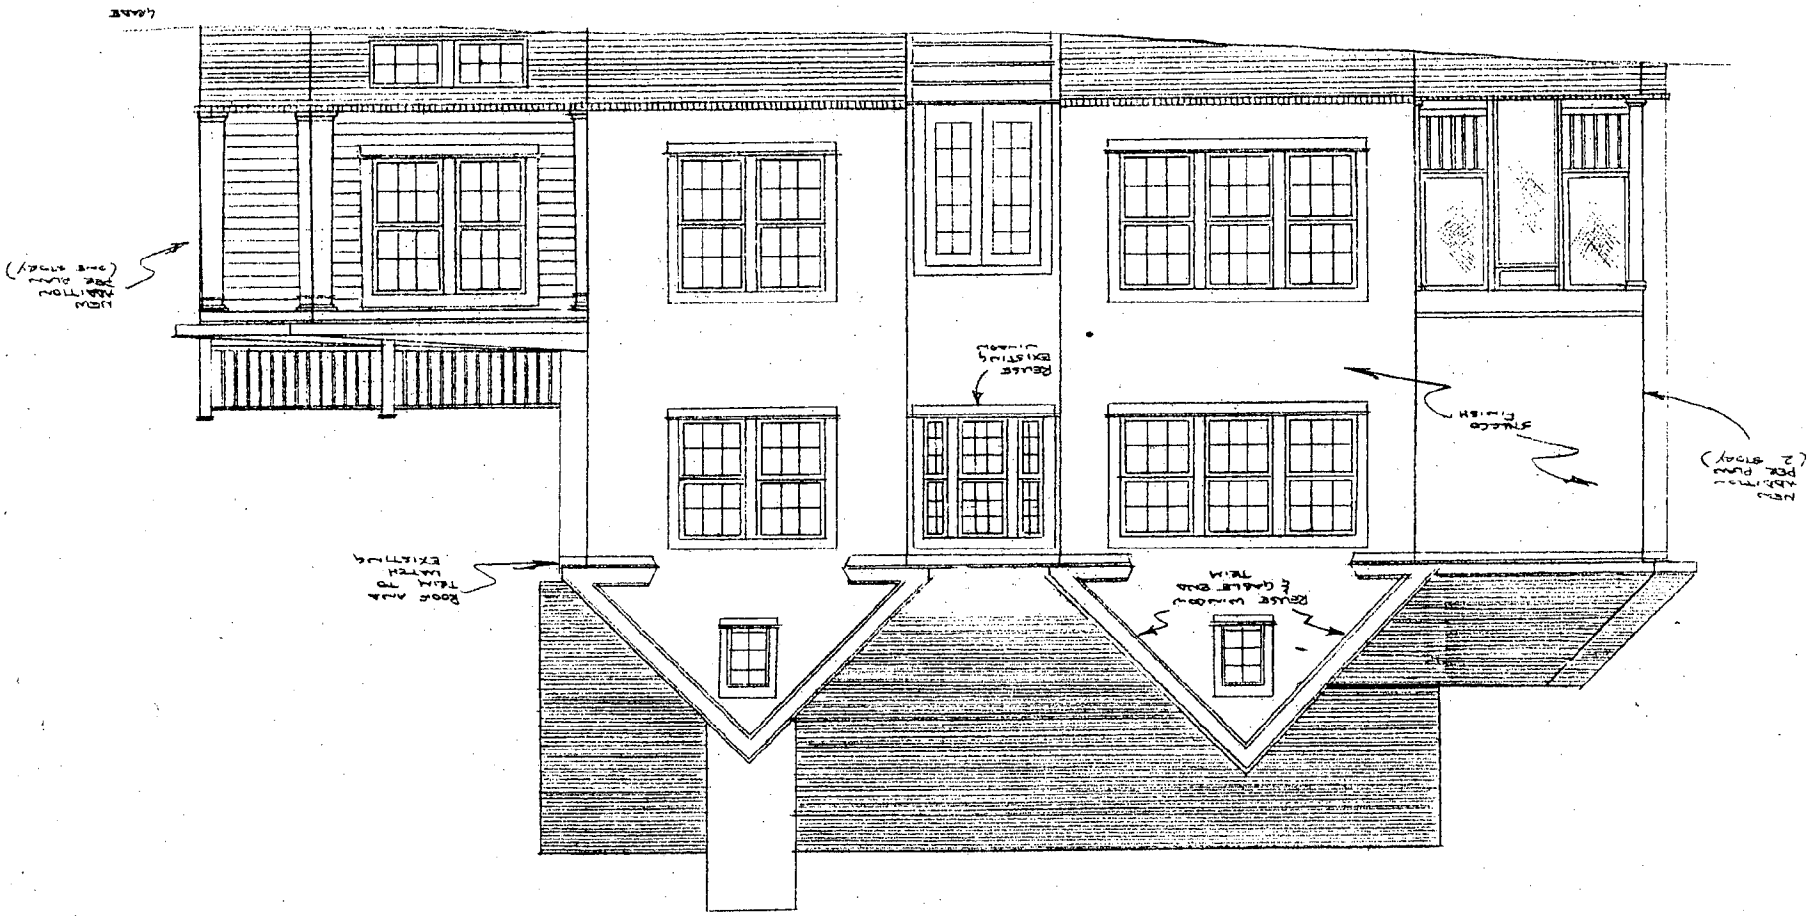 REUSE WINDOW
& GABLE END
TRIM
ROOF AND
TRIM TO
MATCH
EXISTING
NEW
ADDITION
PER PLAN
(2 STORY)
STUCCO
FINISH
REUSE
EXISTING
WINDOW
NEW
ADDITION
PER PLAN
(ONE STORY)
GRADE